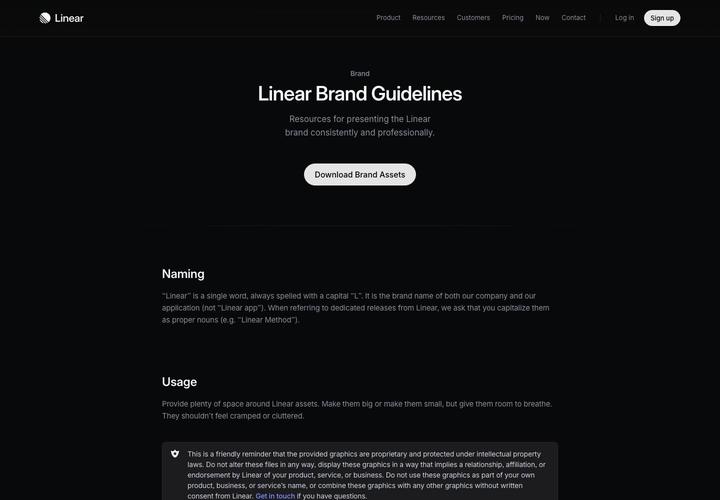 Linear
Product
Resources
Customers
Pricing
Now
Contact
Log in
Sign up
Brand
Linear Brand Guidelines
Resources for presenting the Linear
brand consistently and professionally.
Download Brand Assets
Naming
“Linear” is a single word, always spelled with a capital “L”. It is the brand name of both our company and our
application (not “Linear app”). When referring to dedicated releases from Linear, we ask that you capitalize them
as proper nouns (e.g. “Linear Method”).
Usage
Provide plenty of space around Linear assets. Make them big or make them small, but give them room to breathe.
They shouldn’t feel cramped or cluttered.
This is a friendly reminder that the provided graphics are proprietary and protected under intellectual property
laws. Do not alter these files in any way, display these graphics in a way that implies a relationship, affiliation, or
endorsement by Linear of your product, service, or business. Do not use these graphics as part of your own
product, business, or service’s name, or combine these graphics with any other graphics without written
consent from Linear. Get in touch if you have questions.